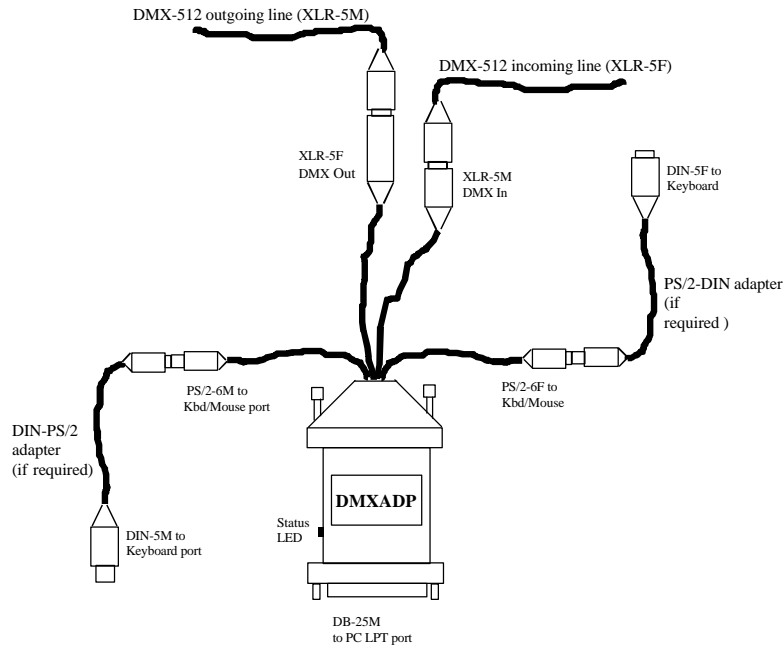 DMX-512 outgoing line (XLR-5M)
DMX-512 incoming line (XLR-5F)
XLR-5F
DMX Out
XLR-5M
DMX In
DIN-5F to
Keyboard
PS/2-DIN adapter
(if
required )
PS/2-6M to
Kbd/Mouse port
PS/2-6F to
Kbd/Mouse
DIN-PS/2
adapter
(if required)
DMXADP
Status
LED
DIN-5M to
Keyboard port
DB-25M
to PC LPT port